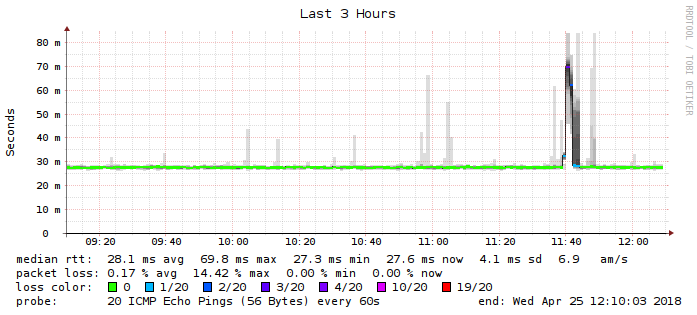 Last 3 Hours
RRDTOOL / TOBI OETIKER
Seconds
80 m
70 m
60 m
50 m
40 m
30 m
20 m
10 m
0
09:20 09:40 10:00 10:20 10:40 11:00 11:20 11:40 12:00
median rtt: 28.1 ms avg 69.8 ms max 27.3 ms min 27.6 ms now 4.1 ms sd 6.9 am/s
packet loss: 0.17 % avg 14.42 % max 0.00 % min 0.00 % now
loss color: 0 1/20 2/20 3/20 4/20 10/20 19/20
probe: 20 ICMP Echo Pings (56 Bytes) every 60s end: Wed Apr 25 12:10:03 2018